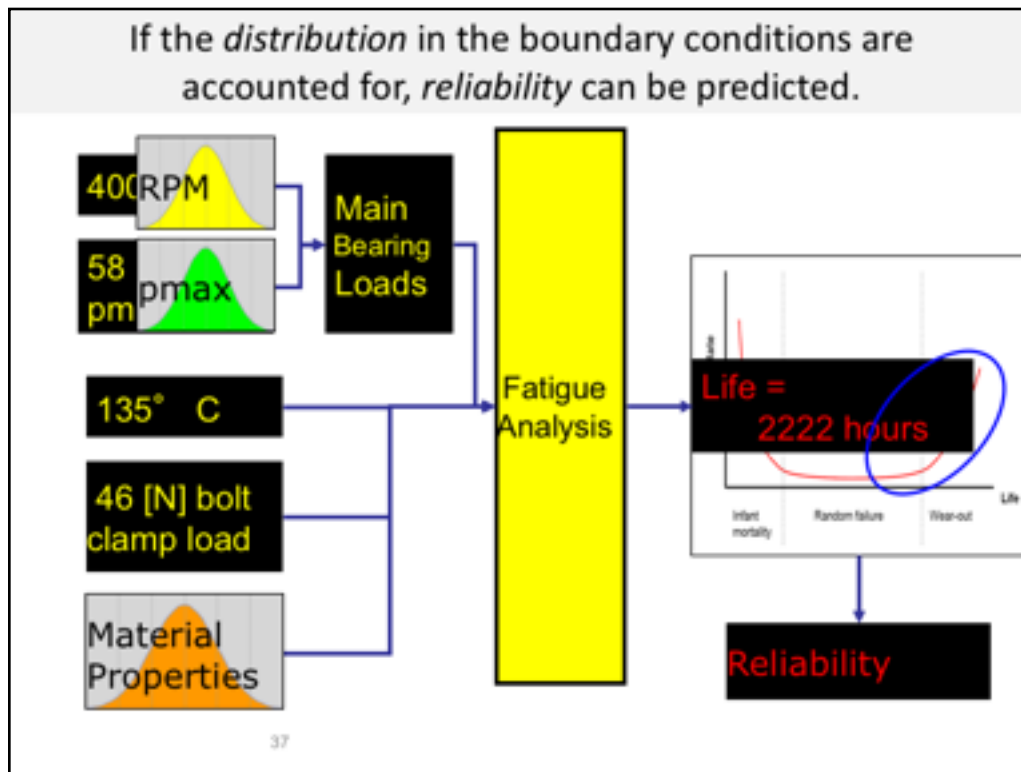 If the distribution in the boundary conditions are
accounted for, reliability can be predicted.
400
RPM
58
pm
pmax
Main
Bearing
Loads
135° C
46 [N] bolt
clamp load
Material
Properties
Fatigue
Analysis
Life =
2222 hours
Life
Infant
mortality
Random failure
Wear-out
Reliability
37